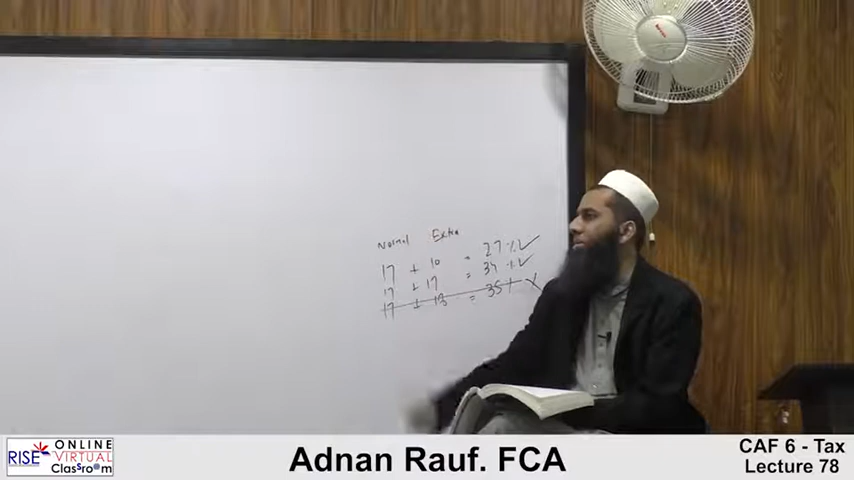 Normal Extra
17 + 10 = 27 %. ✓
17 + 17 = 34 %. ✓
17 + 13 = 35 % X
RISE ONLINE VIRTUAL Classroom
Adnan Rauf. FCA
CAF 6 - Tax
Lecture 78